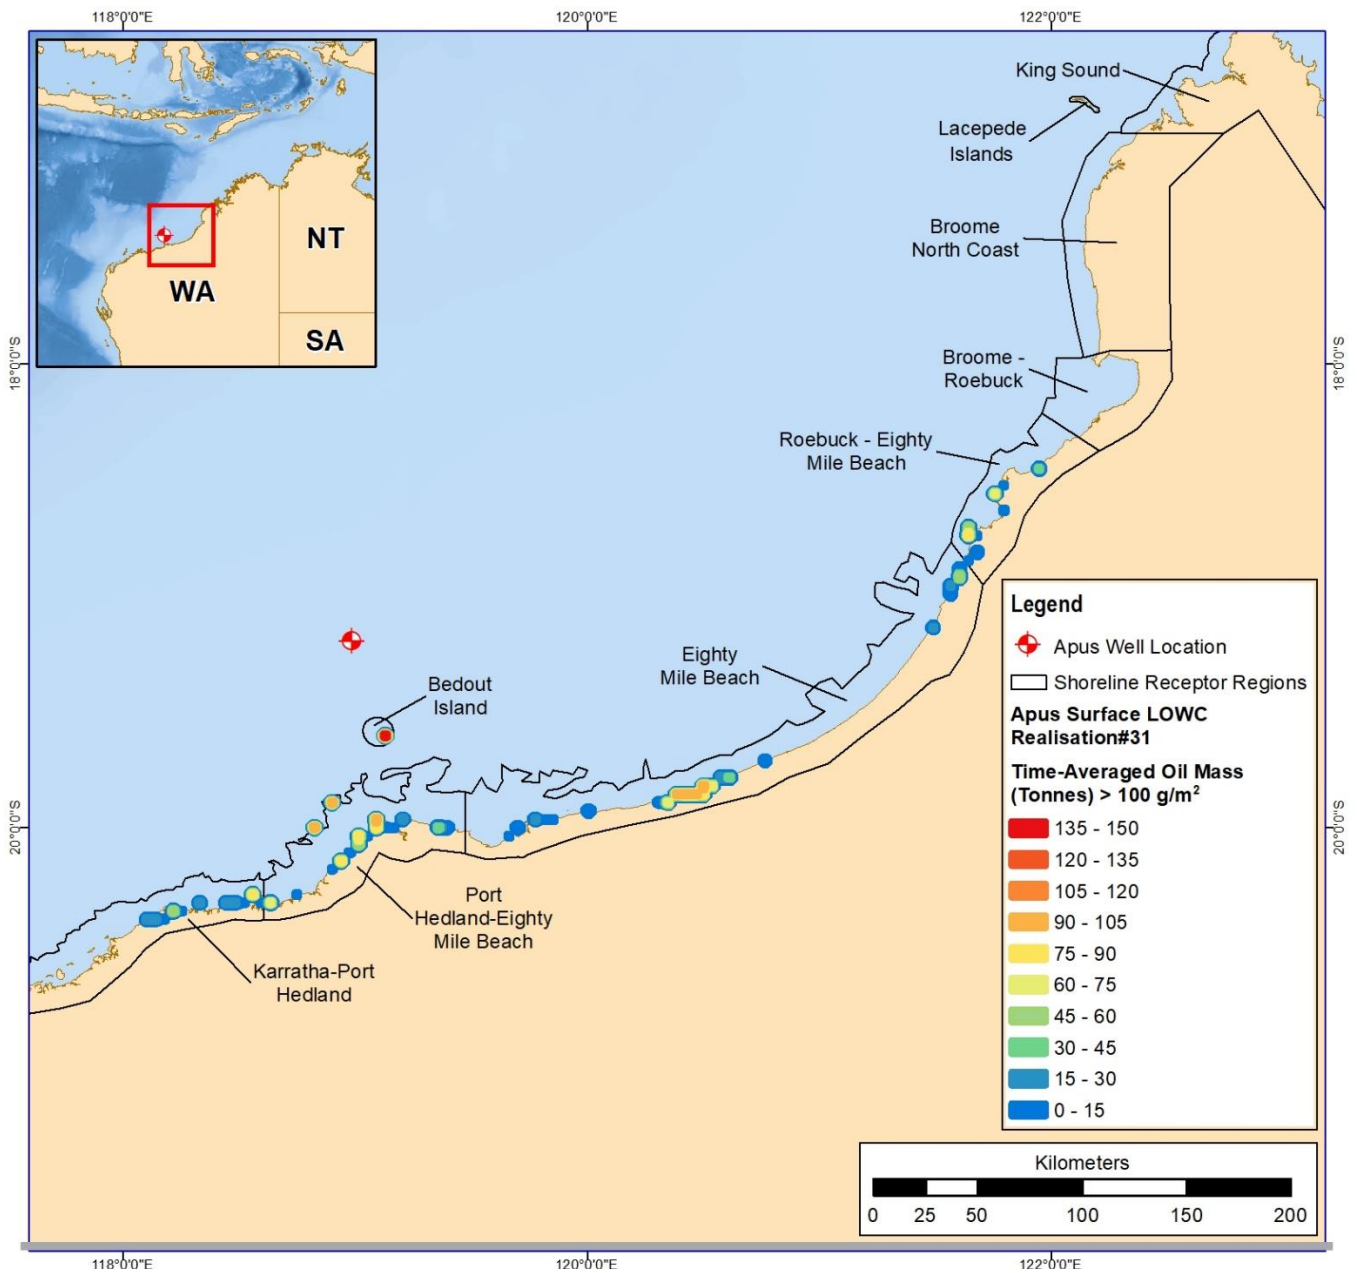 118°0'0"E
120°0'0"E
122°0'0"E
NT
WA
SA
King Sound
Lacepede
Islands
Broome
North Coast
18°0'0"S
18°0'0"S
Broome -
Roebuck
Roebuck - Eighty
Mile Beach
Eighty
Mile Beach
Bedout
Island
20°0'0"S
20°0'0"S
Port
Hedland-Eighty
Mile Beach
Karratha-Port
Hedland
Legend
Apus Well Location
Shoreline Receptor Regions
Apus Surface LOWC
Realisation#31
Time-Averaged Oil Mass
(Tonnes) > 100 g/m²
135 - 150
120 - 135
105 - 120
90 - 105
75 - 90
60 - 75
45 - 60
30 - 45
15 - 30
0 - 15
Kilometers
0 25 50 100 150 200
118°0'0"E
120°0'0"E
122°0'0"E